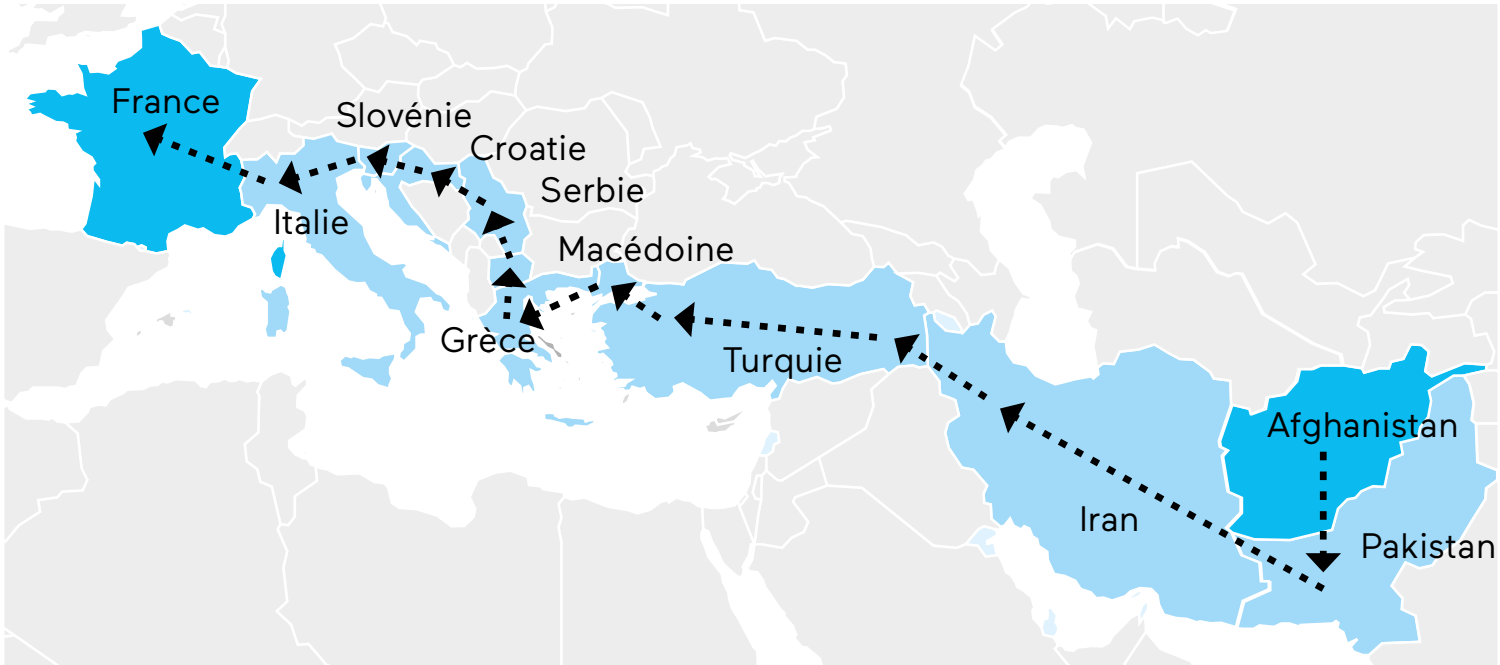 France
Slovénie
Croatie
Serbie
Italie
Macédoine
Grèce
Turquie
Afghanistan
Iran
Pakistan